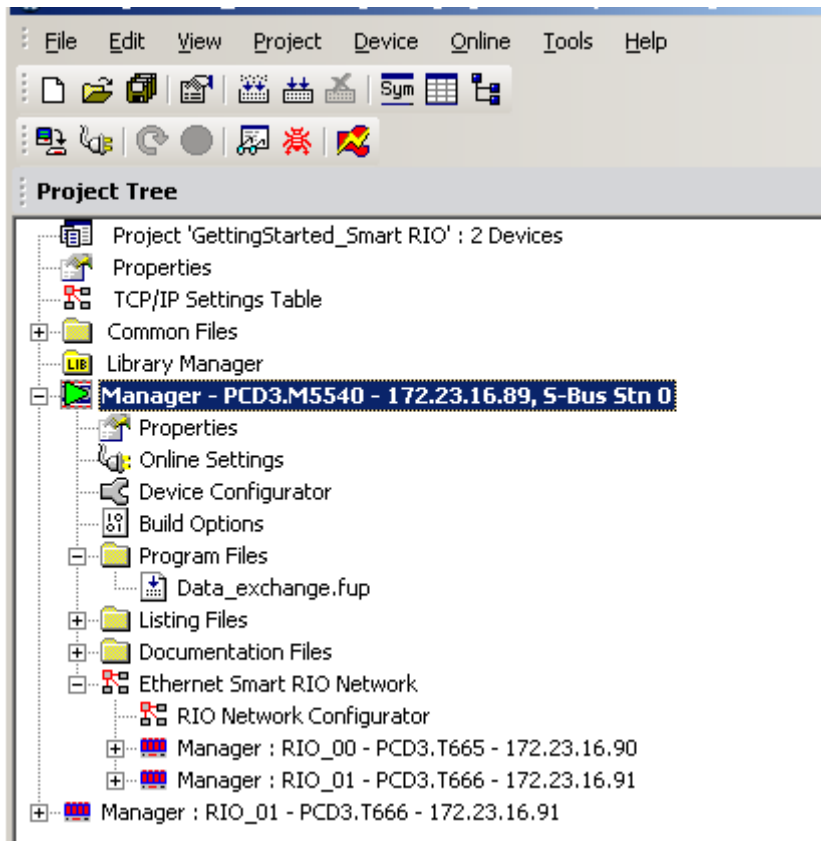 File Edit View Project Device Online Tools Help
Sym
Project Tree
Project 'GettingStarted_Smart RIO' : 2 Devices
Properties
TCP/IP Settings Table
Common Files
LIB Library Manager
Manager - PCD3.M5540 - 172.23.16.89, S-Bus Stn 0
Properties
Online Settings
Device Configurator
Build Options
Program Files
Data_exchange.fup
Listing Files
Documentation Files
Ethernet Smart RIO Network
RIO Network Configurator
Manager : RIO_00 - PCD3.T665 - 172.23.16.90
Manager : RIO_01 - PCD3.T666 - 172.23.16.91
Manager : RIO_01 - PCD3.T666 - 172.23.16.91